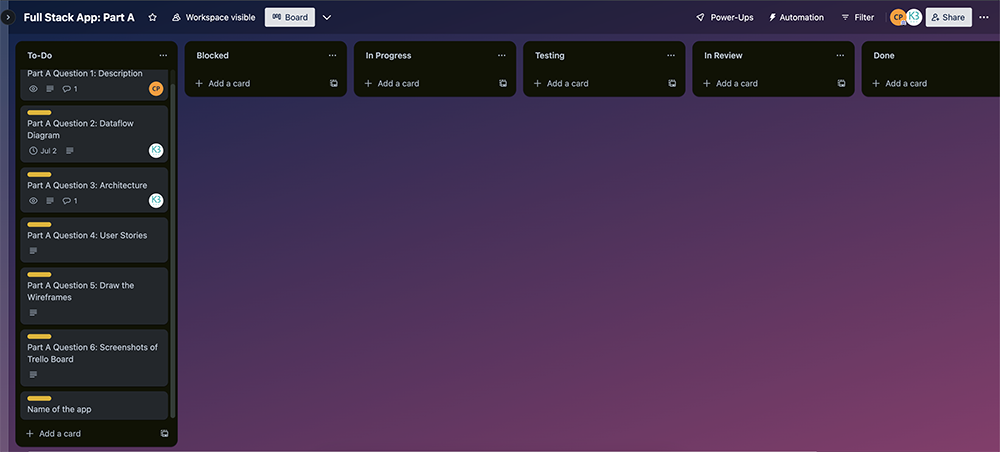 Full Stack App: Part A
Workspace visible
Board
Power-Ups
Automation
Filter
CP
K3
Share
To-Do
Part A Question 1: Description
1
CP
Part A Question 2: Dataflow
Diagram
Jul 2
K3
Part A Question 3: Architecture
1
K3
Part A Question 4: User Stories
Part A Question 5: Draw the
Wireframes
Part A Question 6: Screenshots of
Trello Board
Name of the app
Add a card
Blocked
Add a card
In Progress
Add a card
Testing
Add a card
In Review
Add a card
Done
Add a card